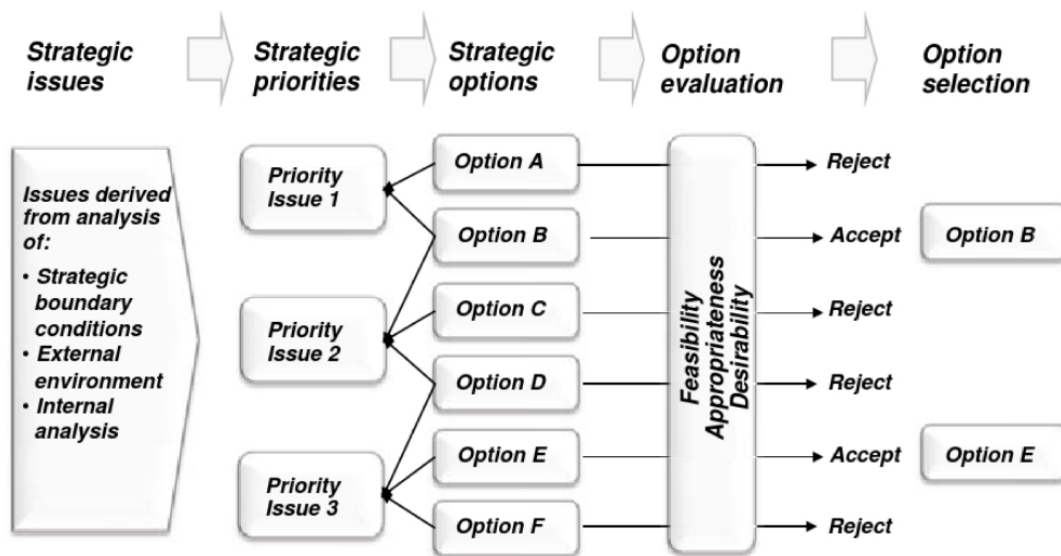 Strategic
issues
Strategic
priorities
Strategic
options
Option
evaluation
Option
selection
Issues derived
from analysis
of:
• Strategic
boundary
conditions
• External
environment
• Internal
analysis
Priority
Issue 1
Priority
Issue 2
Priority
Issue 3
Option A
Option B
Option C
Option D
Option E
Option F
Feasibility
Appropriateness
Desirability
Reject
Accept
Reject
Reject
Accept
Reject
Option B
Option E